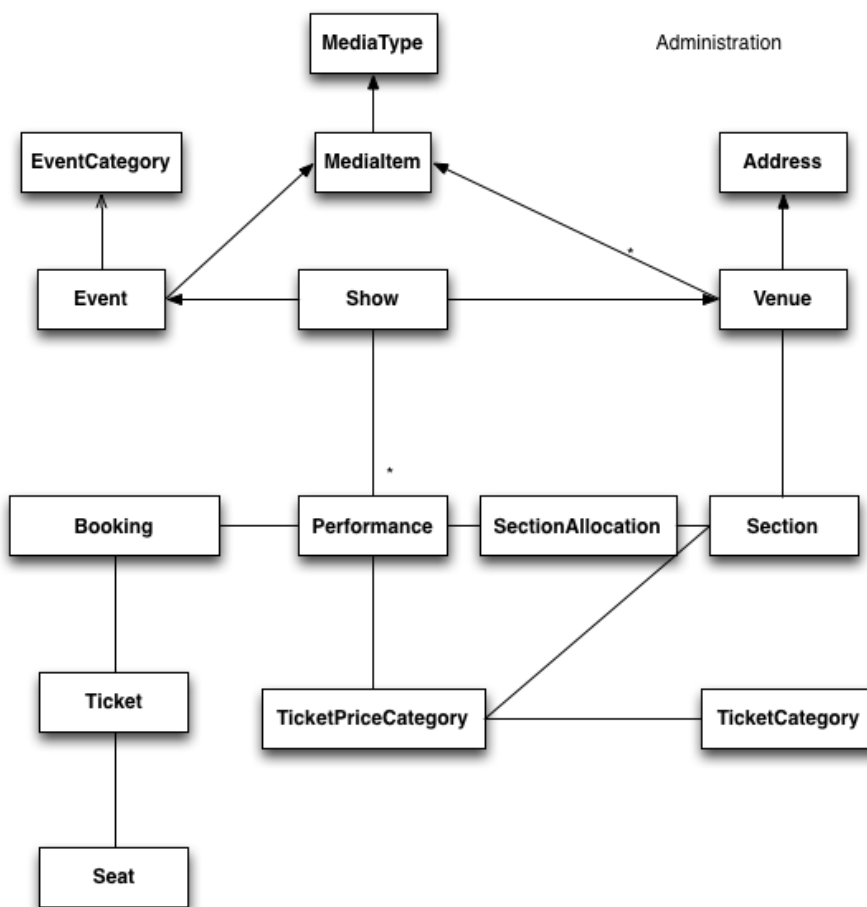 MediaType
Administration
EventCategory
MediaItem
Address
*
Event
Show
Venue
*
Booking
Performance
SectionAllocation
Section
Ticket
TicketPriceCategory
TicketCategory
Seat